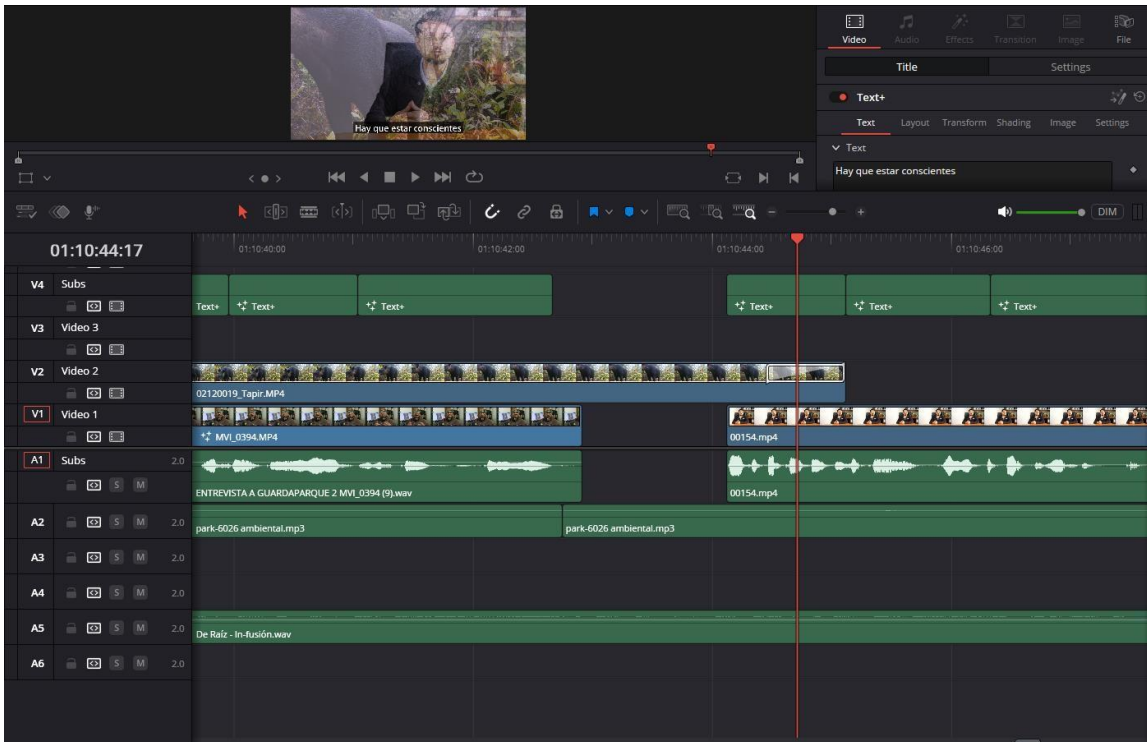 Hay que estar conscientes
Video Audio Effects Transition Image File
Title Settings
Text+
Text Layout Transform Shading Image Settings
Text
Hay que estar conscientes
DIM
01:10:44:17
01:10:40:00 01:10:42:00 01:10:44:00 01:10:46:00
V4 Subs
Text+ Text+ Text+ Text+ Text+ Text+
V3 Video 3
V2 Video 2
02120019_Tapir.MP4
V1 Video 1
MVI_0394.MP4 00154.mp4
A1 Subs 2.0
S M
ENTREVISTA A GUARDAPARQUE 2 MVI_0394 (9).wav 00154.mp4
A2 S M 2.0
park-6026 ambiental.mp3 park-6026 ambiental.mp3
A3 S M 2.0
A4 S M 2.0
A5 S M 2.0
De Raíz - In-fusión.wav
A6 S M 2.0